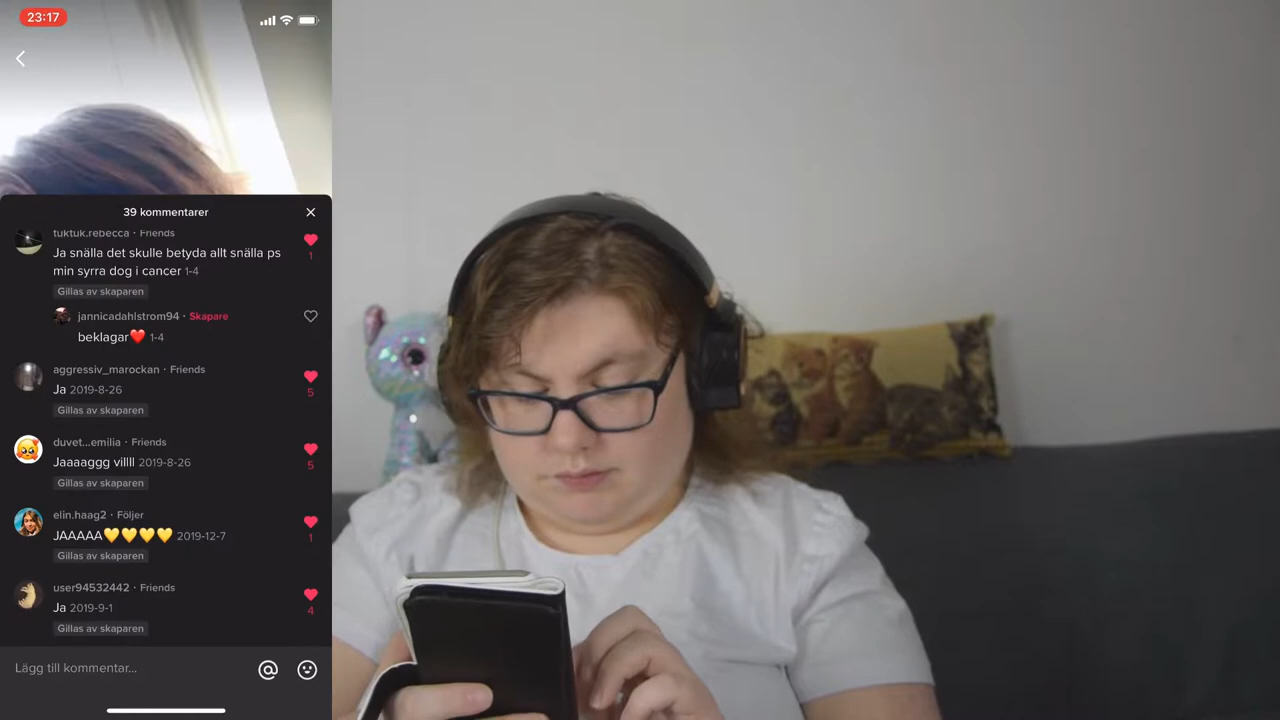 23:17
39 kommentarer
tuktuk.rebecca · Friends
Ja snälla det skulle betyda allt snälla ps
min syrra dog i cancer 1-4
1
Gillas av skaparen
jannicadahlstrom94 · Skapare
beklagar❤️ 1-4
aggressiv_marockan · Friends
Ja 2019-8-26
5
Gillas av skaparen
duvet...emilia · Friends
Jaaaaggg villll 2019-8-26
5
Gillas av skaparen
elin.haag2 · Följer
JAAAAA💛💛💛💛 2019-12-7
1
Gillas av skaparen
user94532442 · Friends
Ja 2019-9-1
4
Gillas av skaparen
Lägg till kommentar...